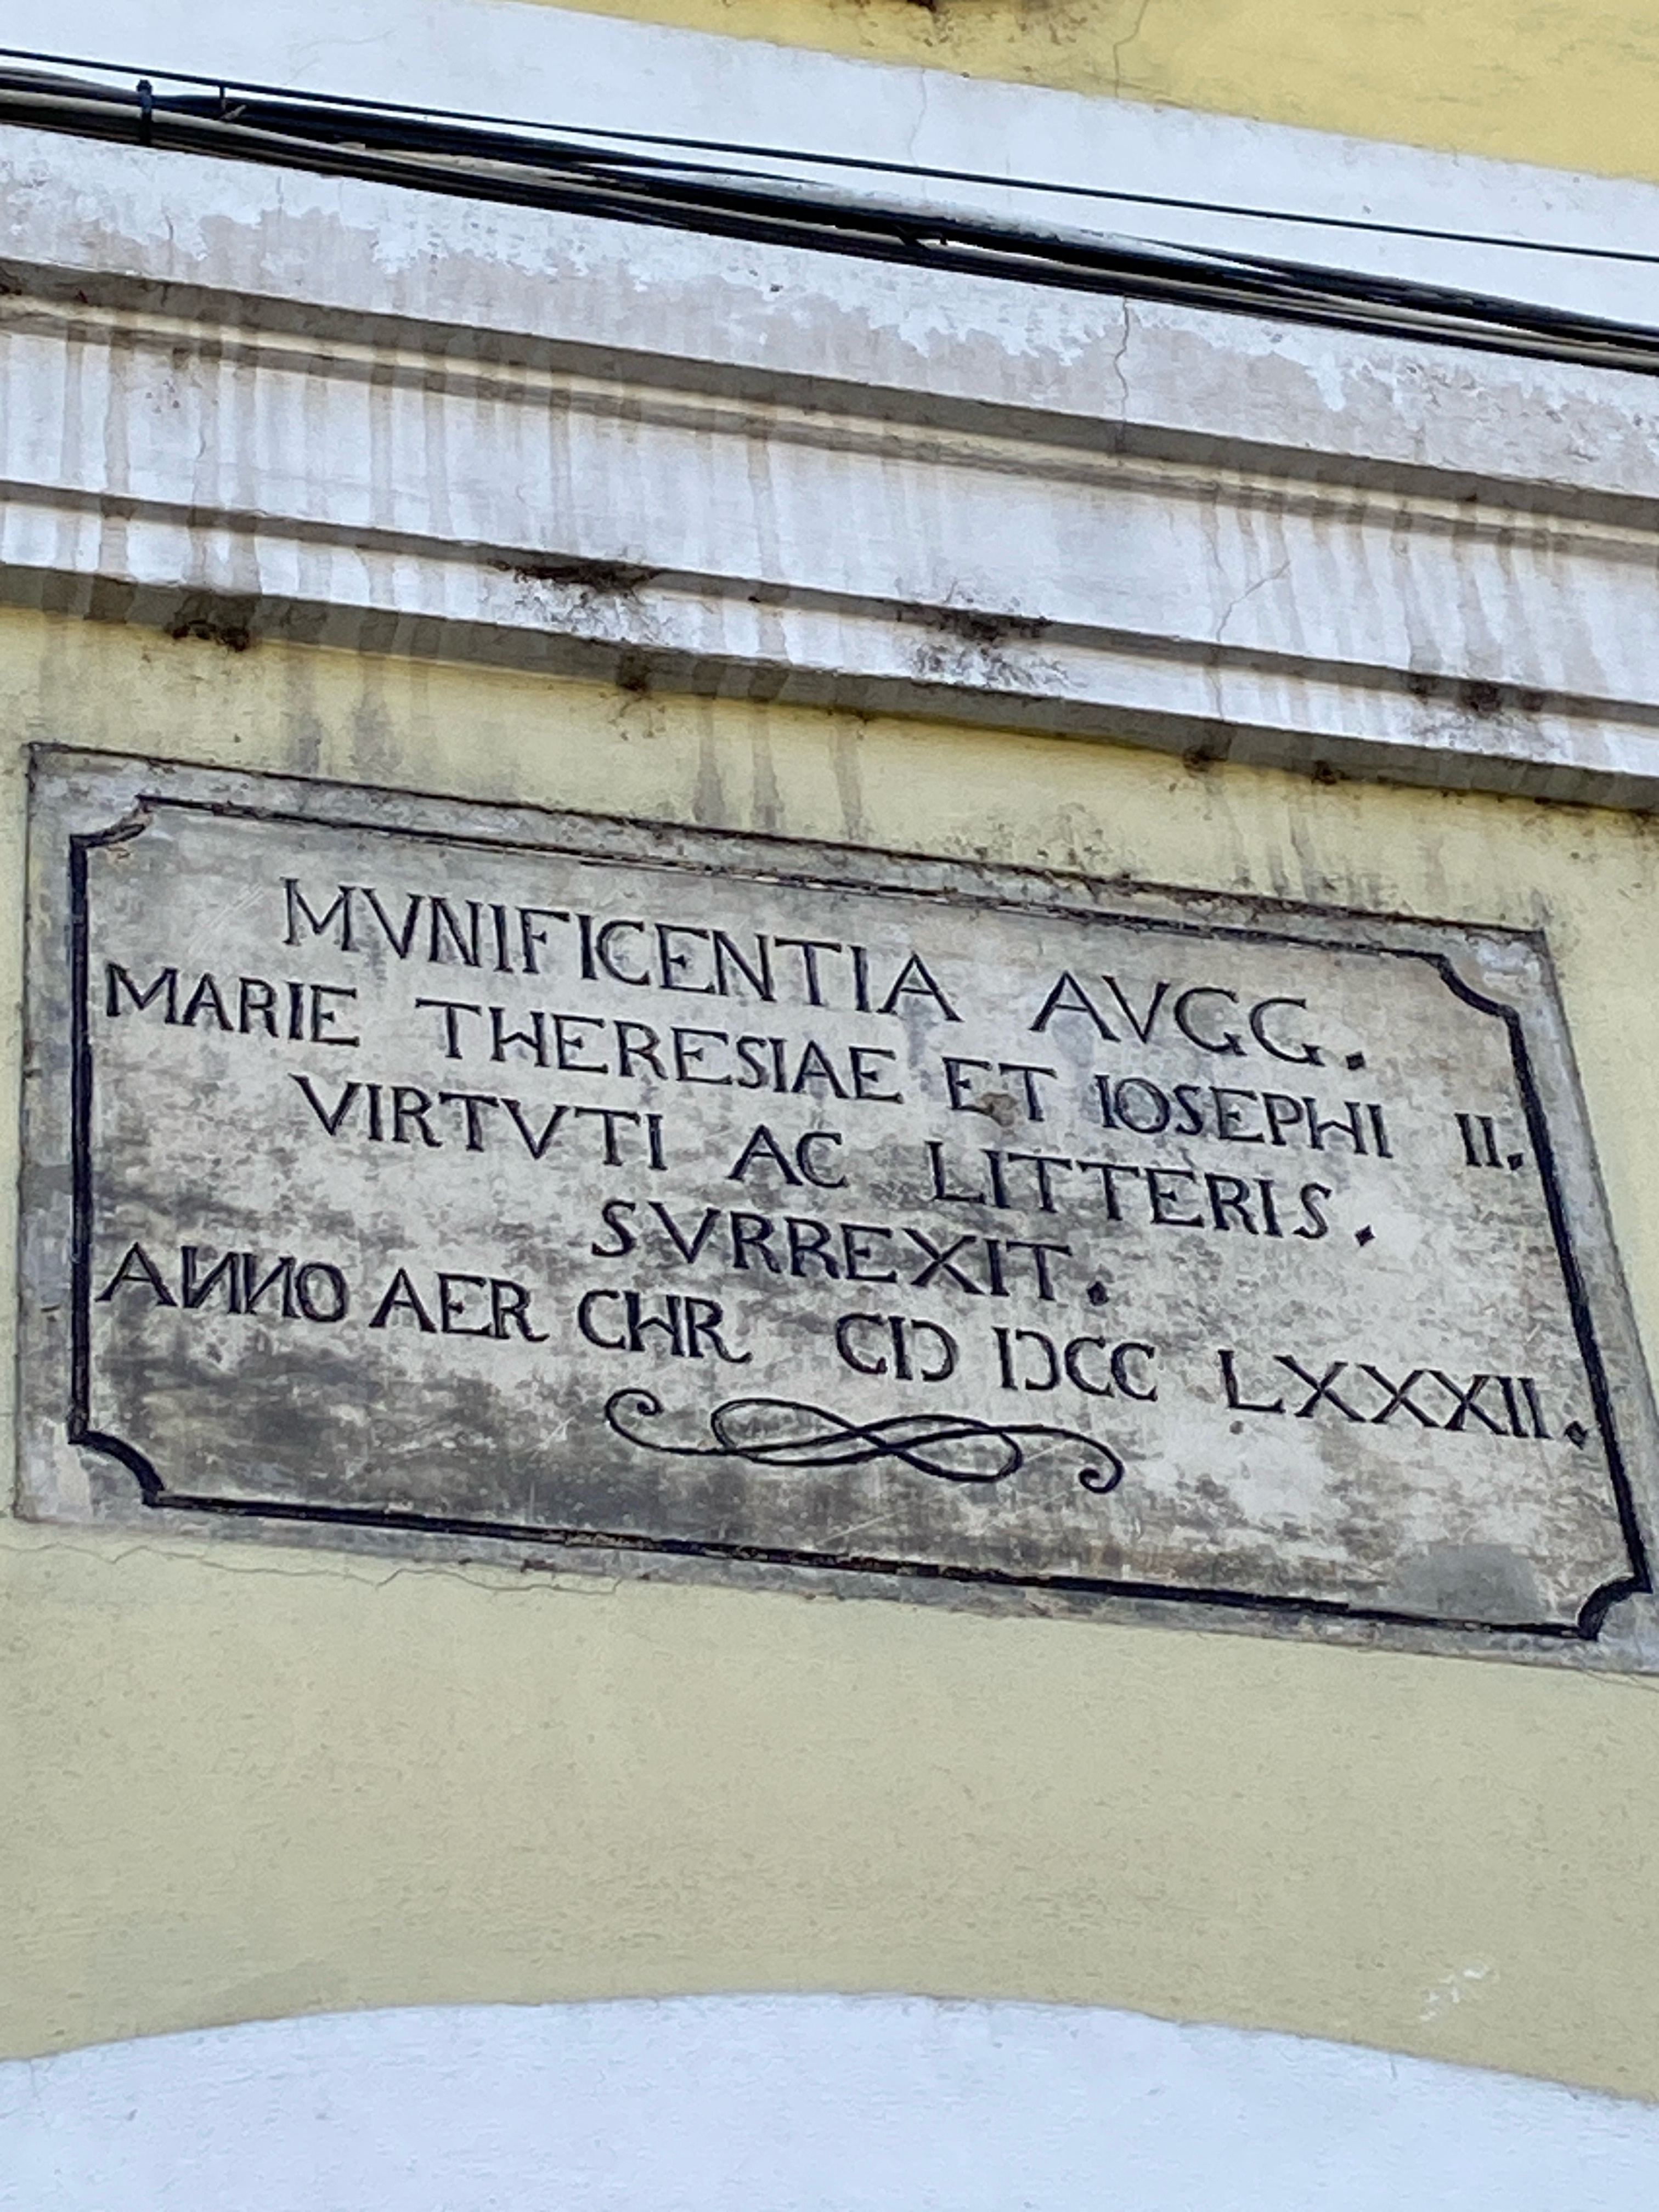 MVNIFICENTIA AVGG.
MARIE THERESIAE ET IOSEPHI II.
VIRTVTI AC LITTERIS.
SVRREXIT.
ANNO AER CHR CIↃ IↃCC LXXXII.